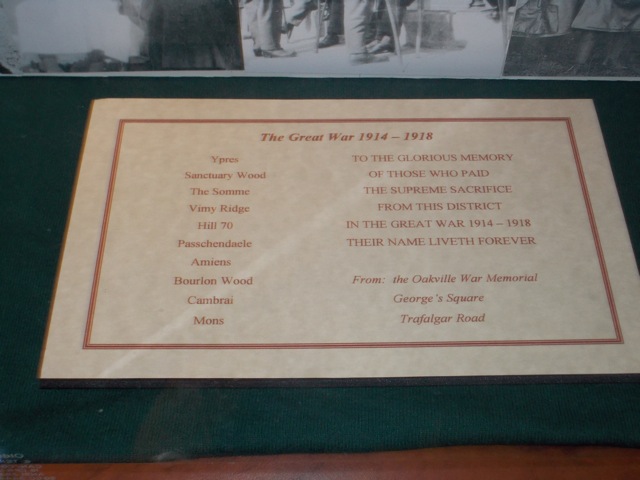 The Great War 1914 – 1918
Ypres
Sanctuary Wood
The Somme
Vimy Ridge
Hill 70
Passchendaele
Amiens
Bourlon Wood
Cambrai
Mons
TO THE GLORIOUS MEMORY
OF THOSE WHO PAID
THE SUPREME SACRIFICE
FROM THIS DISTRICT
IN THE GREAT WAR 1914 – 1918
THEIR NAME LIVETH FOREVER
From: the Oakville War Memorial
George's Square
Trafalgar Road